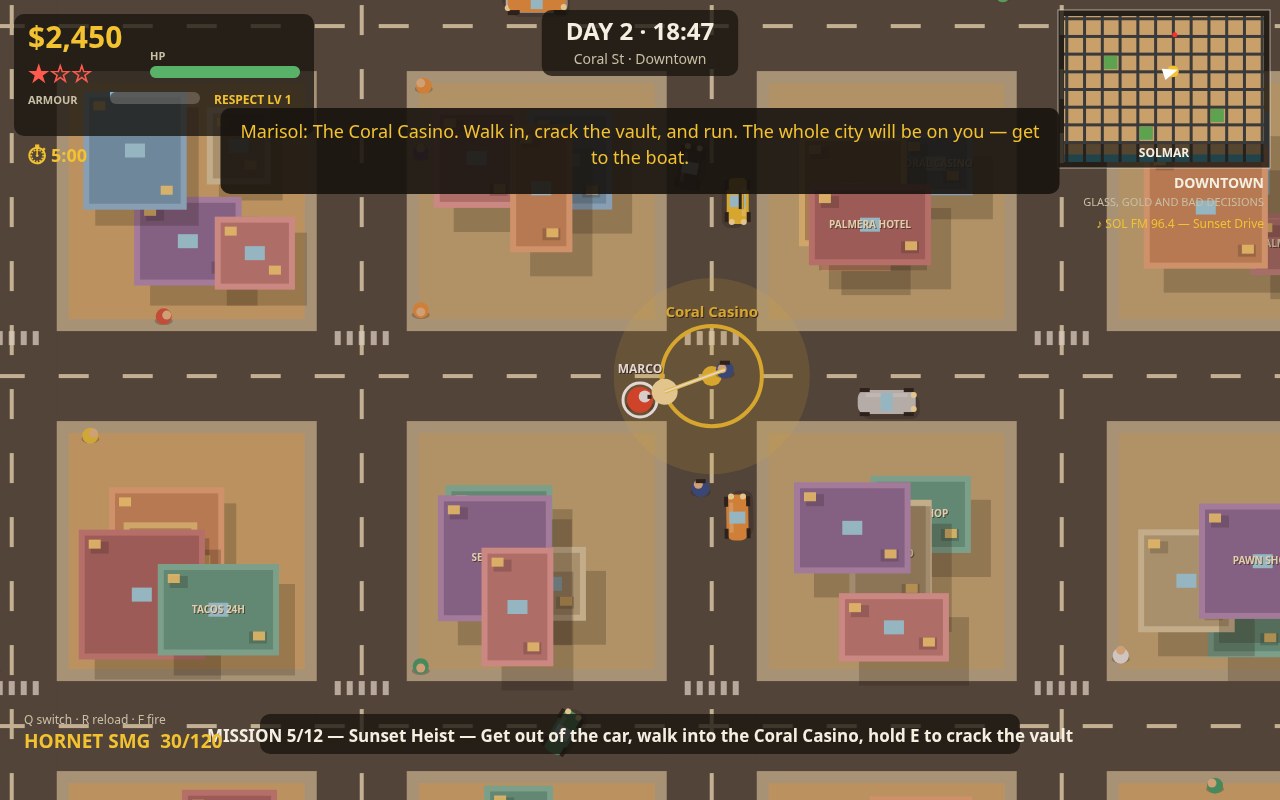 $2,450
HP
ARMOUR
RESPECT LV 1
5:00
DAY 2 · 18:47
Coral St · Downtown
Marisol: The Coral Casino. Walk in, crack the vault, and run. The whole city will be on you — get
to the boat.
SOLMAR
DOWNTOWN
GLASS, GOLD AND BAD DECISIONS
♪ SOL FM 96.4 — Sunset Drive
PALMERA HOTEL
Coral Casino
MARCO
TACOS 24H
PAWN SHO
Q switch · R reload · F fire
HORNET SMG 30/120
MISSION 5/12 — Sunset Heist — Get out of the car, walk into the Coral Casino, hold E to crack the vault